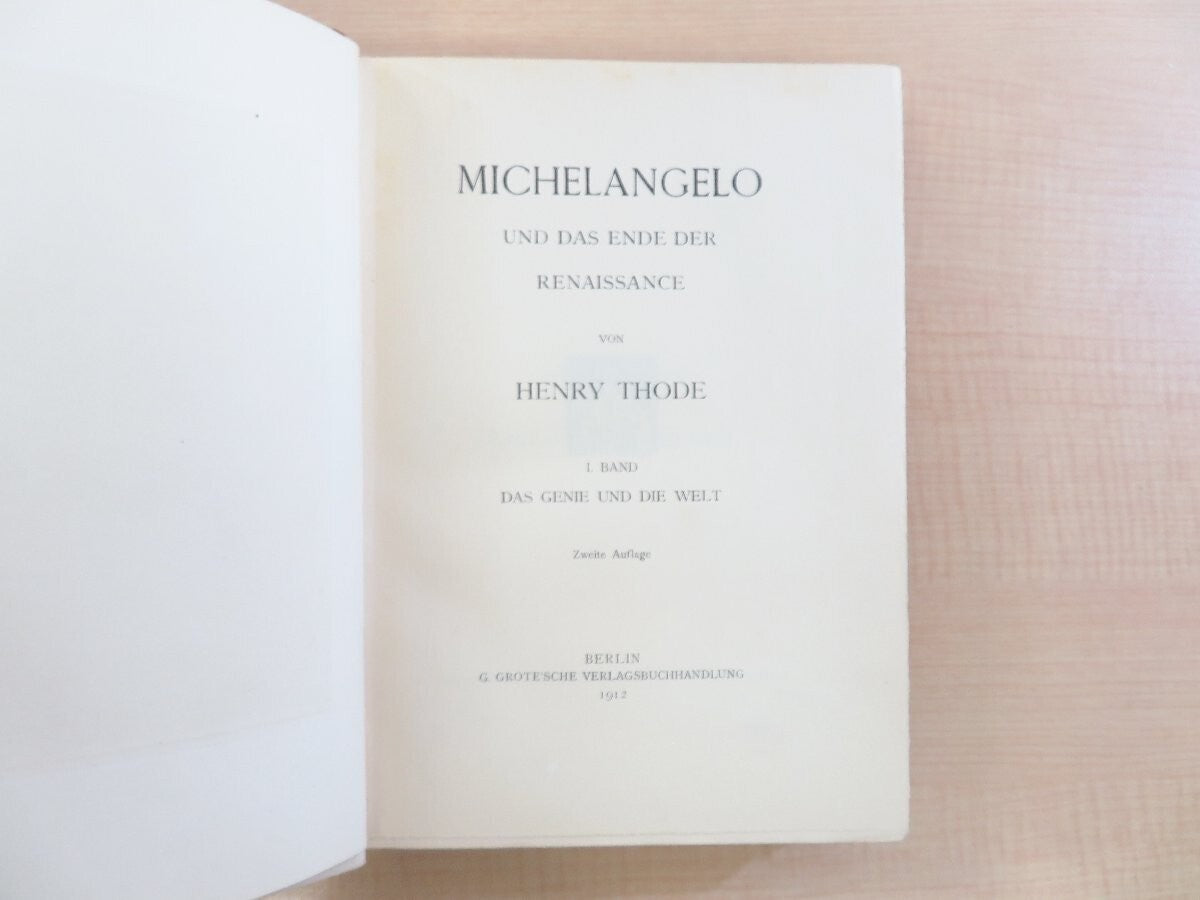 MICHELANGELO
UND DAS ENDE DER
RENAISSANCE
VON
HENRY THODE
I. BAND
DAS GENIE UND DIE WELT
Zweite Auflage
BERLIN
G. GROTE'SCHE VERLAGSBUCHHANDLUNG
1912